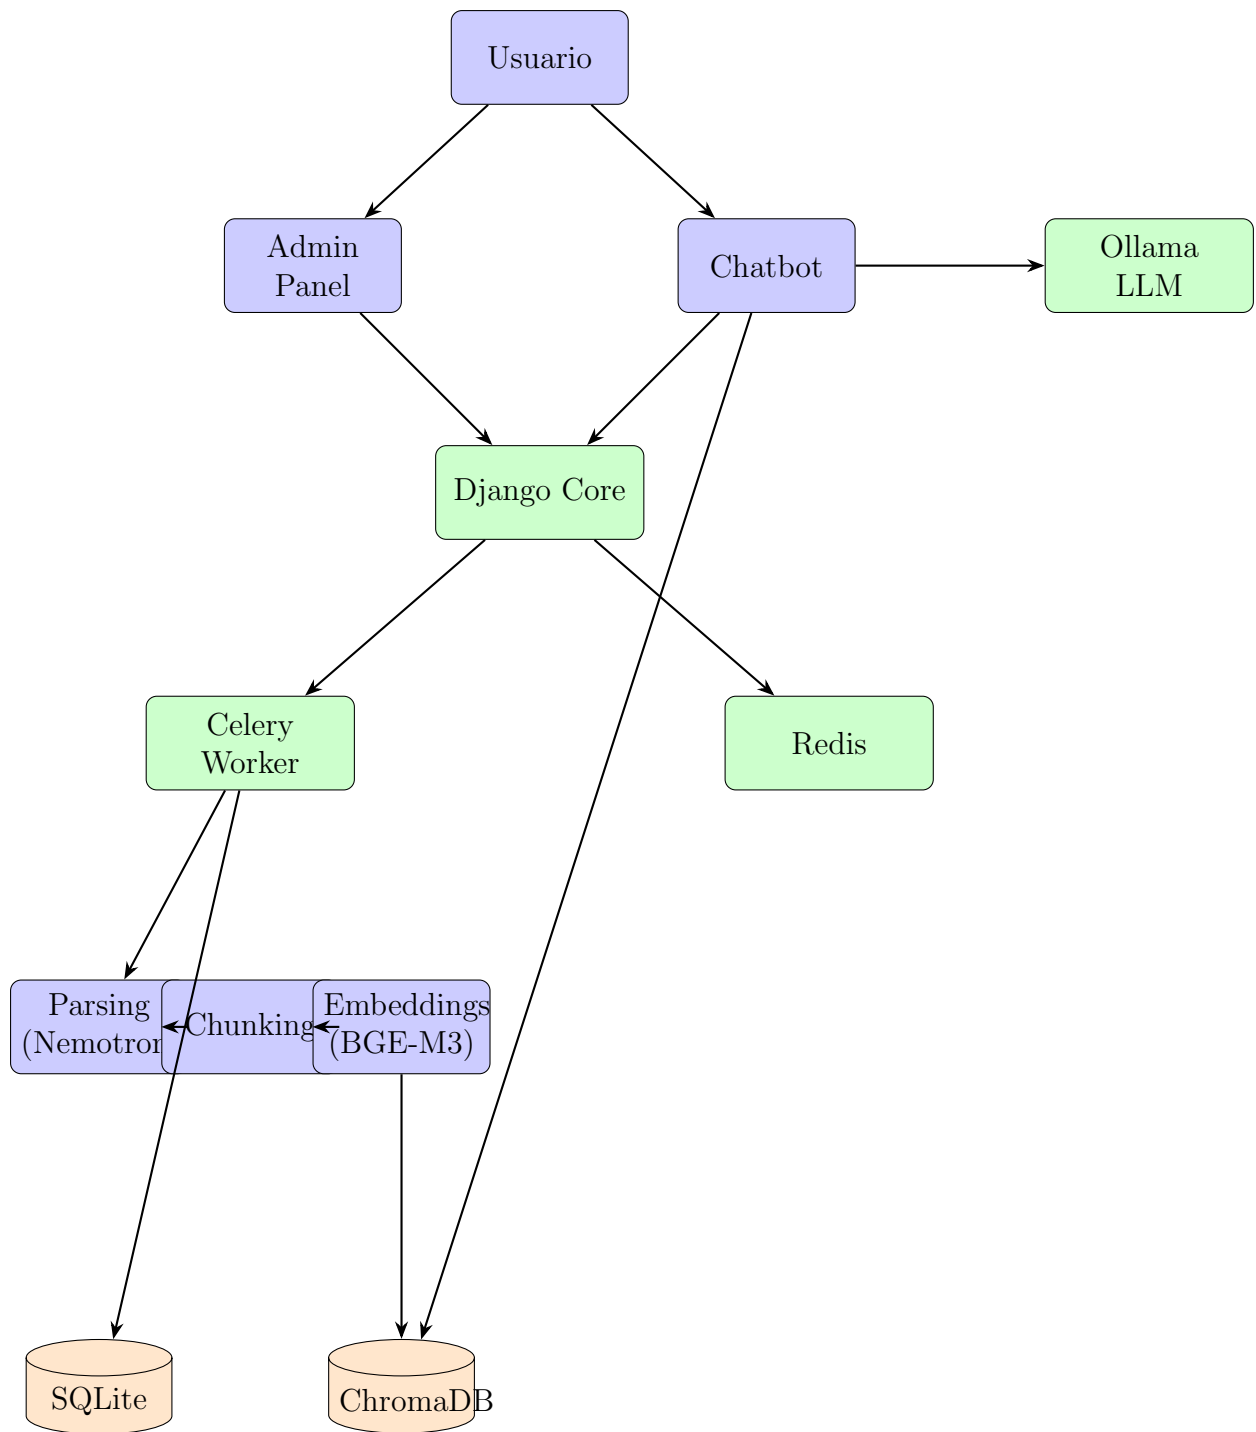 Usuario
Admin
Panel
Chatbot
Ollama
LLM
Django Core
Celery
Worker
Redis
Parsing
(Nemotron
Chunking
Embeddings
(BGE-M3)
SQLite
ChromaDB